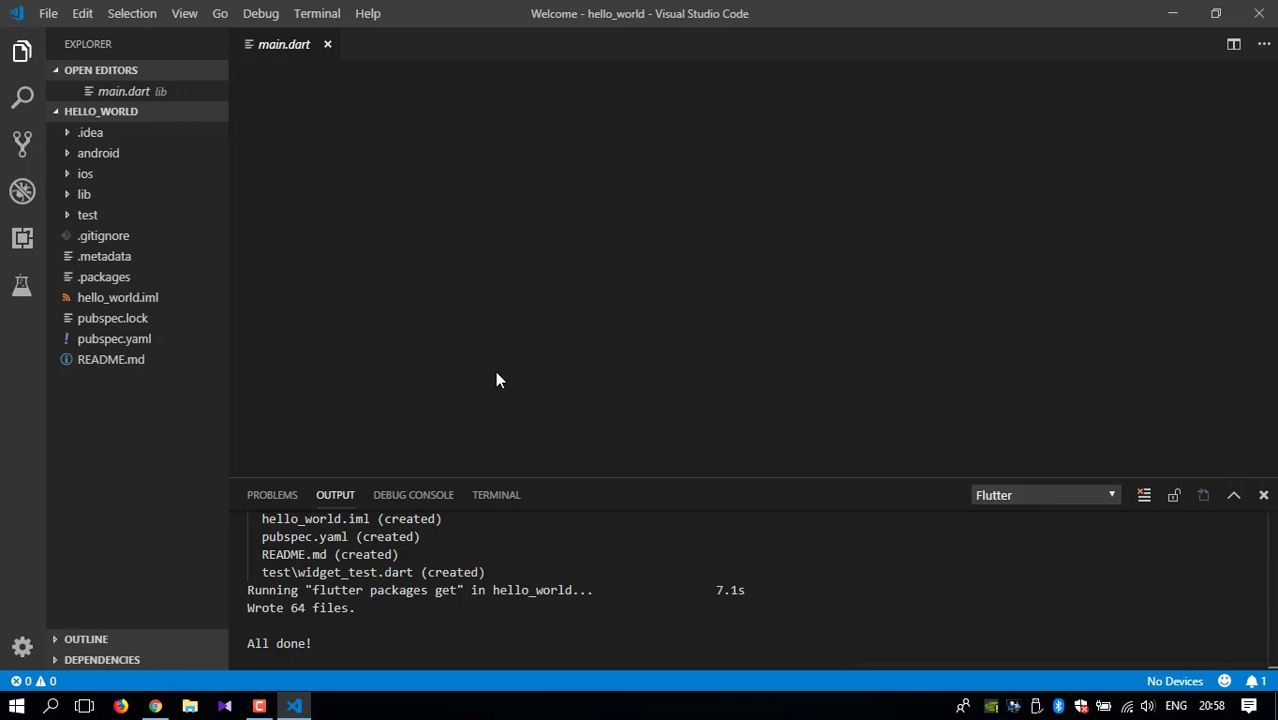 File Edit Selection View Go Debug Terminal Help Welcome - hello_world - Visual Studio Code
EXPLORER
main.dart
OPEN EDITORS
main.dart lib
HELLO_WORLD
.idea
android
ios
lib
test
.gitignore
.metadata
.packages
hello_world.iml
pubspec.lock
pubspec.yaml
README.md
OUTLINE
DEPENDENCIES
PROBLEMS OUTPUT DEBUG CONSOLE TERMINAL Flutter
hello_world.iml (created)
pubspec.yaml (created)
README.md (created)
test\widget_test.dart (created)
Running "flutter packages get" in hello_world... 7.1s
Wrote 64 files.
All done!
0 0 No Devices 1
ENG 20:58